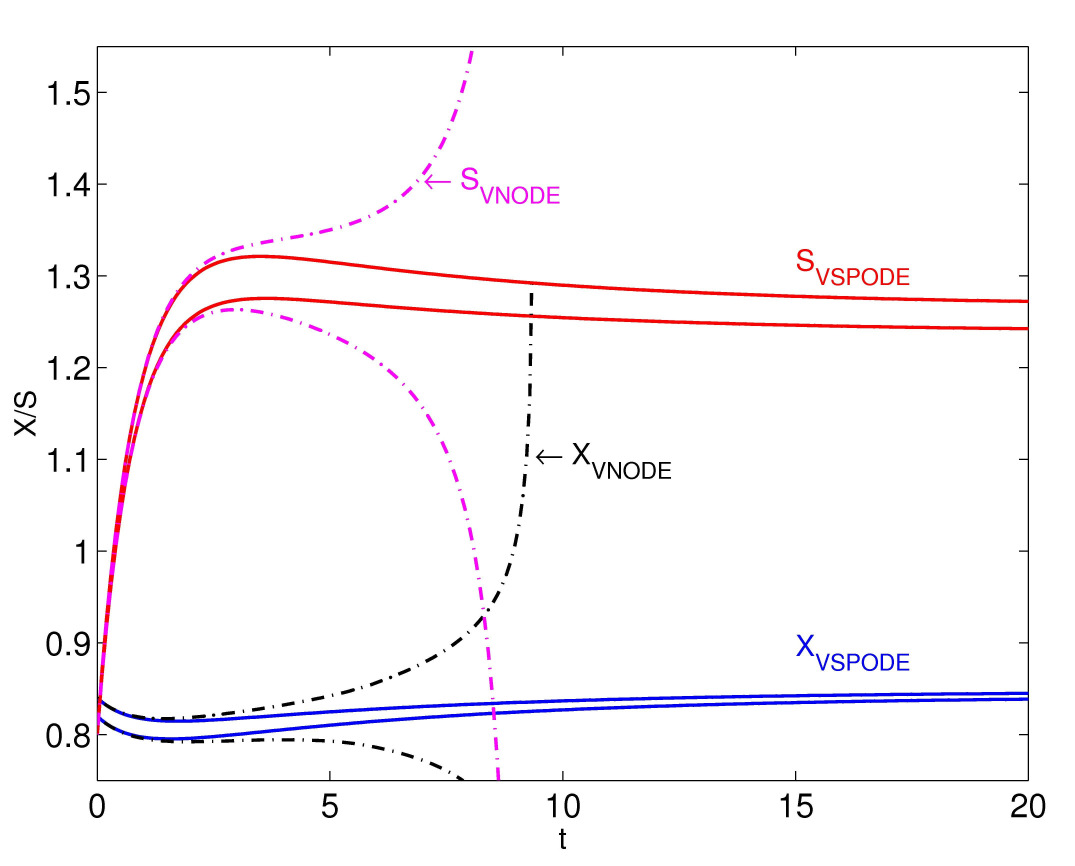 1.5
1.4
1.3
1.2
1.1
1
0.9
0.8
X/S
← S_VNODE
S_VSPODE
← X_VNODE
X_VSPODE
0 5 10 15 20
t